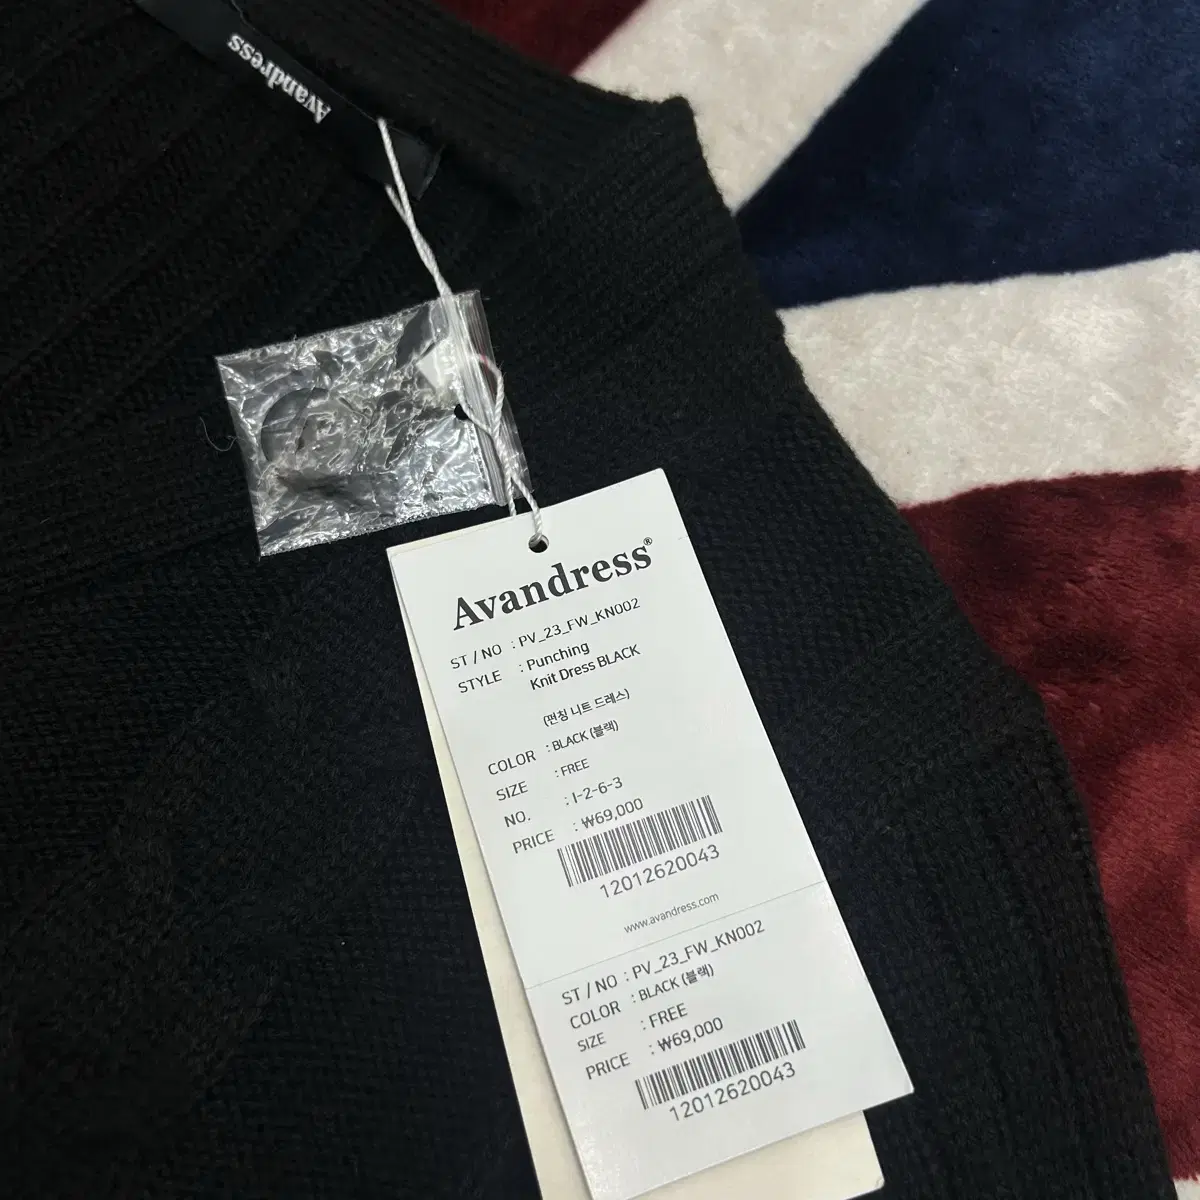 Avandress
Avandress®
ST / NO : PV_23_FW_KN002
STYLE : Punching
Knit Dress BLACK
(펀칭 니트 드레스)
COLOR : BLACK (블랙)
SIZE : FREE
NO. : 1-2-6-3
PRICE : ₩69,000
12012620043
www.avandress.com
ST / NO : PV_23_FW_KN002
COLOR : BLACK (블랙)
SIZE : FREE
PRICE : ₩69,000
12012620043